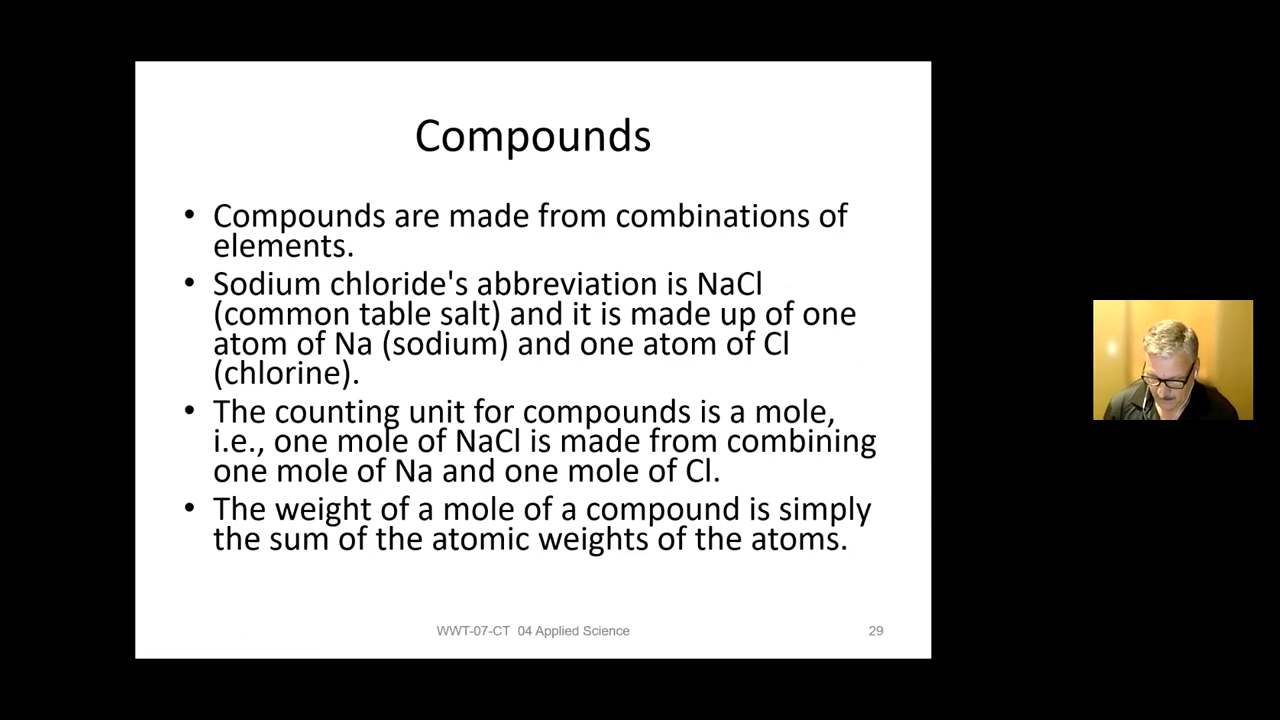 Compounds
• Compounds are made from combinations of
elements.
• Sodium chloride's abbreviation is NaCl
(common table salt) and it is made up of one
atom of Na (sodium) and one atom of Cl
(chlorine).
• The counting unit for compounds is a mole,
i.e., one mole of NaCl is made from combining
one mole of Na and one mole of Cl.
• The weight of a mole of a compound is simply
the sum of the atomic weights of the atoms.
WWT-07-CT 04 Applied Science
29